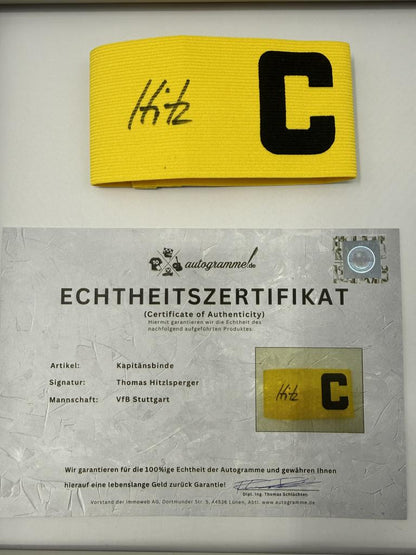 Hitz
C
autogramme.de
ECHTHEITSZERTIFIKAT
(Certificate of Authenticity)
Hiermit garantieren wir die Echtheit des
nachfolgend aufgeführten Produktes.
Artikel: Kapitänsbinde
Signatur: Thomas Hitzlsperger
Mannschaft: VfB Stuttgart
Hitz
C
Wir garantieren für die 100%ige Echtheit der Autogramme und gewähren Ihnen
hierauf eine lebenslange Geld zurück Garantie!
Dipl. Ing. Thomas Schlüchten
Vorstand der Immoweb AG, Dortmunder Str. 5, 44536 Lünen, Abtl. www.autogramme.de